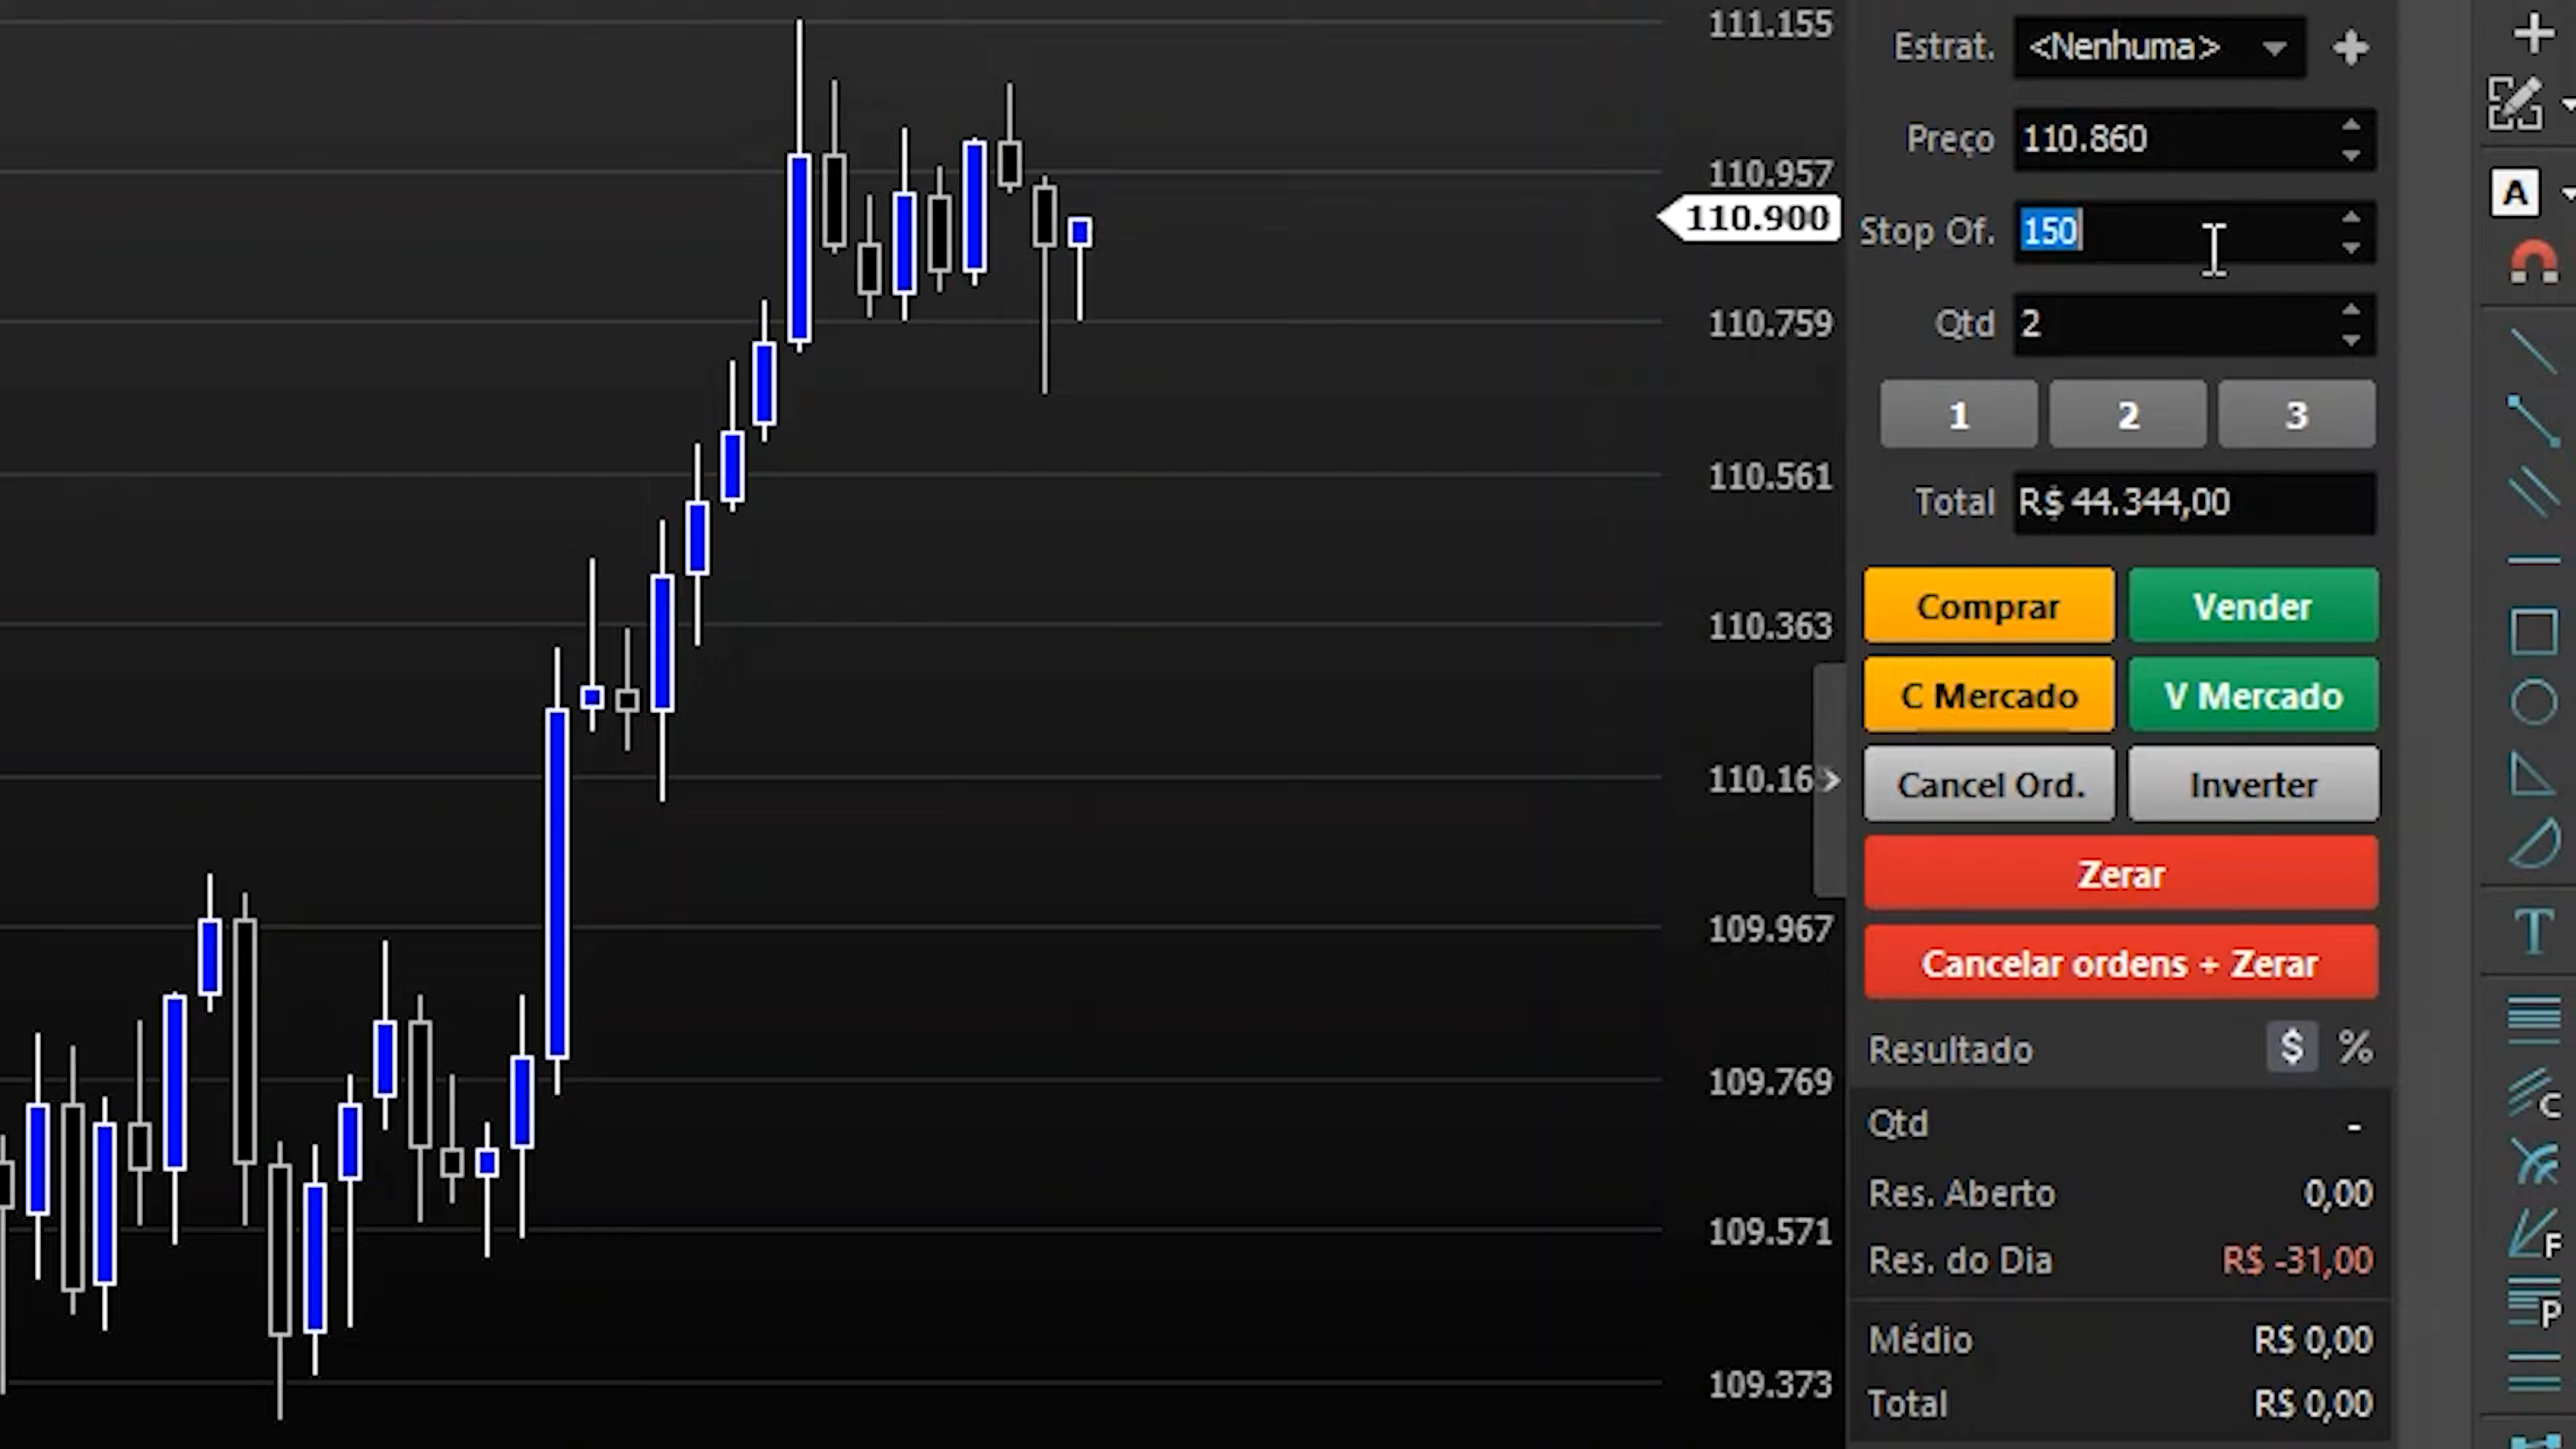 111.155
110.957
110.900
110.759
110.561
110.363
110.16
109.967
109.769
109.571
109.373
Estrat. <Nenhuma>
Preço 110.860
Stop Of. 150
Qtd 2
1 2 3
Total R$ 44.344,00
Comprar Vender
C Mercado V Mercado
Cancel Ord. Inverter
Zerar
Cancelar ordens + Zerar
Resultado $ %
Qtd -
Res. Aberto 0,00
Res. do Dia R$ -31,00
Médio R$ 0,00
Total R$ 0,00
A
T
C
F
P